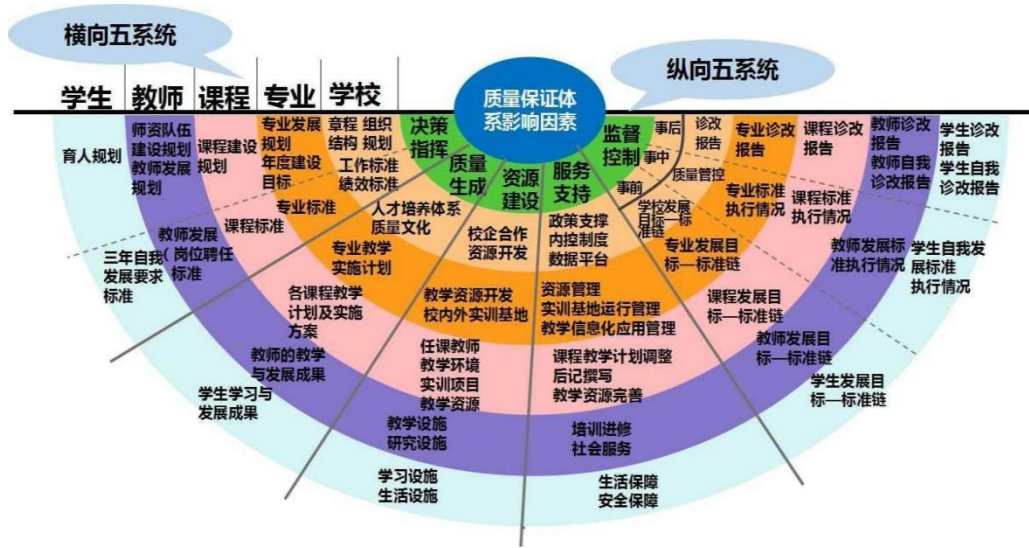 横向五系统
纵向五系统
学生 教师 课程 专业 学校
质量保证体
系影响因素
决策
指挥
质量
生成
资源
建设
服务
支持
监督
控制
事后
事中
事前
育人规划
三年自我
发展要求
标准
师资队伍
建设规划
教师发展
规划
教师发展
(岗位聘任
标准
课程建设
规划
课程标准
专业发展
规划
年度建设
目标
专业标准
章程 组织
结构 规划
工作标准
绩效标准
人才培养体系
质量文化
专业教学
实施计划
各课程教学
计划及实施
方案
教师的教学
与发展成果
学生学习与
发展成果
校企合作
资源开发
教学资源开发
校内外实训基地
任课教师
教学环境
实训项目
教学资源
教学设施
研究设施
学习设施
生活设施
政策支撑
内控制度
数据平台
资源管理
实训基地运行管理
教学信息化应用管理
课程教学计划调整
后记撰写
教学资源完善
培训进修
社会服务
生活保障
安全保障
诊改
报告
质量管控
学校发展
目标—标
准链
专业诊改
报告
专业标准
执行情况
专业发展目
标—标准链
课程诊改
报告
课程标准
执行情况
课程发展目
标—标准链
教师诊改
报告
教师自我
诊改报告
教师发展标
准执行情况
教师发展目
标—标准链
学生诊改
报告
学生自我
诊改报告
学生自我发
展标准
执行情况
学生发展目
标—标准链